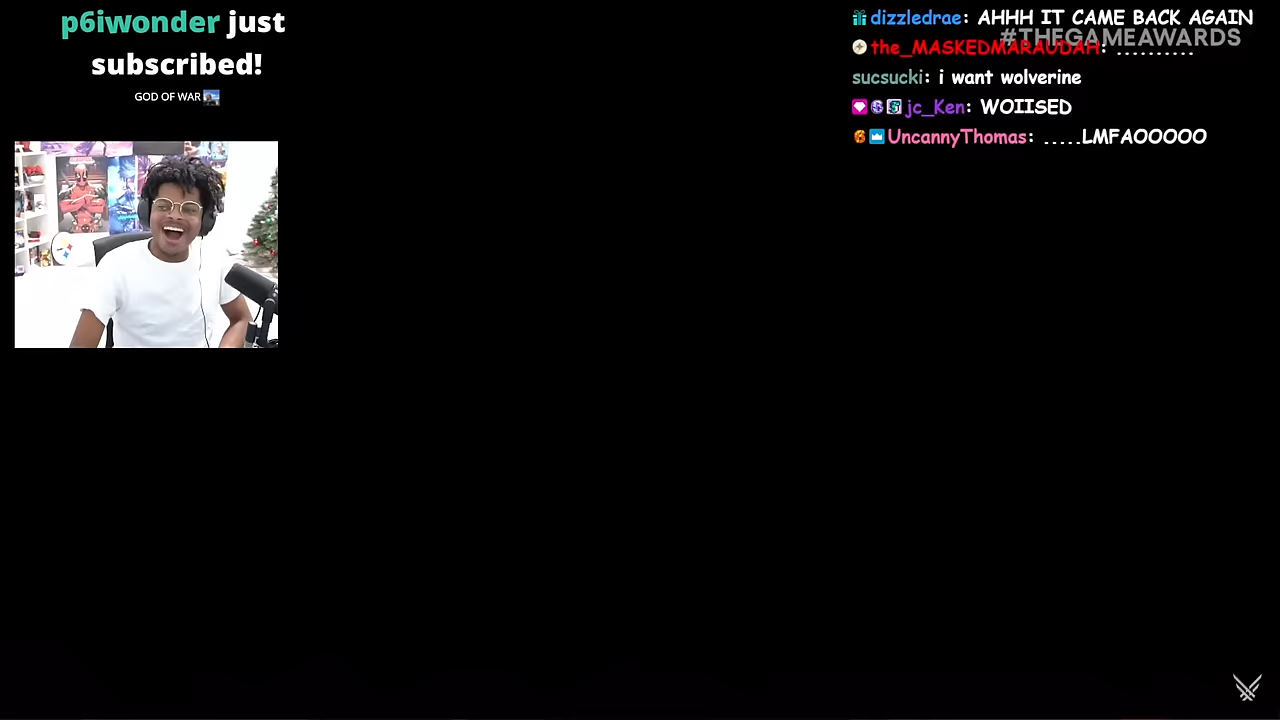 p6iwonder just
subscribed!
GOD OF WAR
dizzledrae: AHHH IT CAME BACK AGAIN
#THEGAMEAWARDS
the_MASKEDMARAUDAH: ..........
sucsucki: i want wolverine
jc_Ken: WOIISED
UncannyThomas: .....LMFAOOOOO